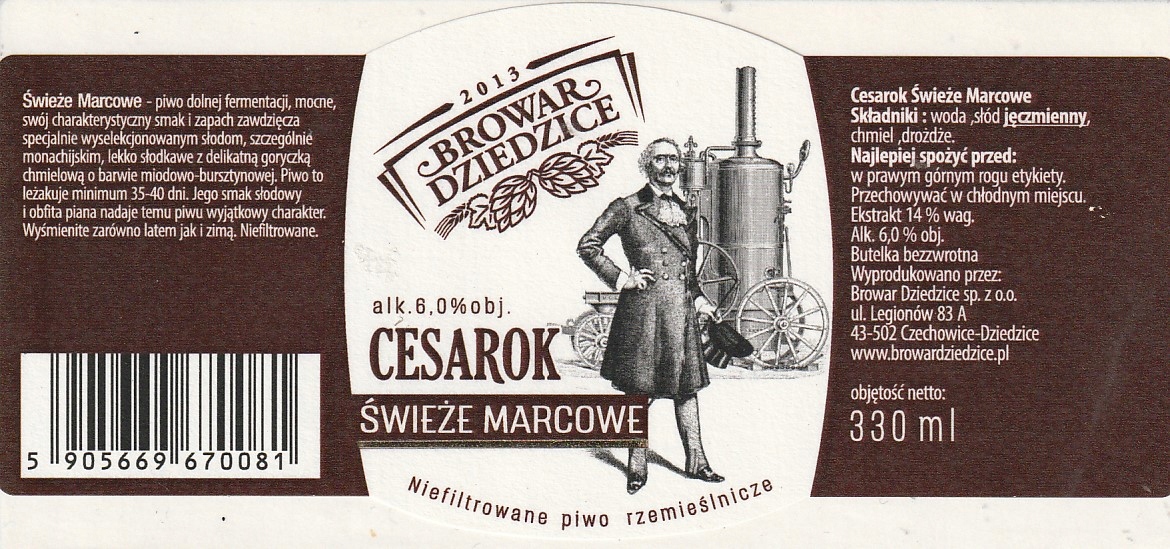 Świeże Marcowe - piwo dolnej fermentacji, mocne,
swój charakterystyczny smak i zapach zawdzięcza
specjalnie wyselekcjonowanym słodom, szczególnie
monachijskim, lekko słodkawe z delikatną goryczką
chmielową o barwie miodowo-bursztynowej. Piwo to
leżakuje minimum 35-40 dni. Jego smak słodowy
i obfita piana nadaje temu piwu wyjątkowy charakter.
Wyśmienite zarówno latem jak i zimą. Niefiltrowane.
5 905669 670081
2013
BROWAR
DZIEDZICE
alk.6,0%obj.
CESAROK
ŚWIEŻE MARCOWE
Niefiltrowane piwo rzemieślnicze
Cesarok Świeże Marcowe
Składniki : woda ,słód jęczmienny,
chmiel ,drożdże.
Najlepiej spożyć przed:
w prawym górnym rogu etykiety.
Przechowywać w chłodnym miejscu.
Ekstrakt 14 % wag.
Alk. 6,0 % obj.
Butelka bezzwrotna
Wyprodukowano przez:
Browar Dziedzice sp. z o.o.
ul. Legionów 83 A
43-502 Czechowice-Dziedzice
www.browardziedzice.pl
objętość netto:
330 ml